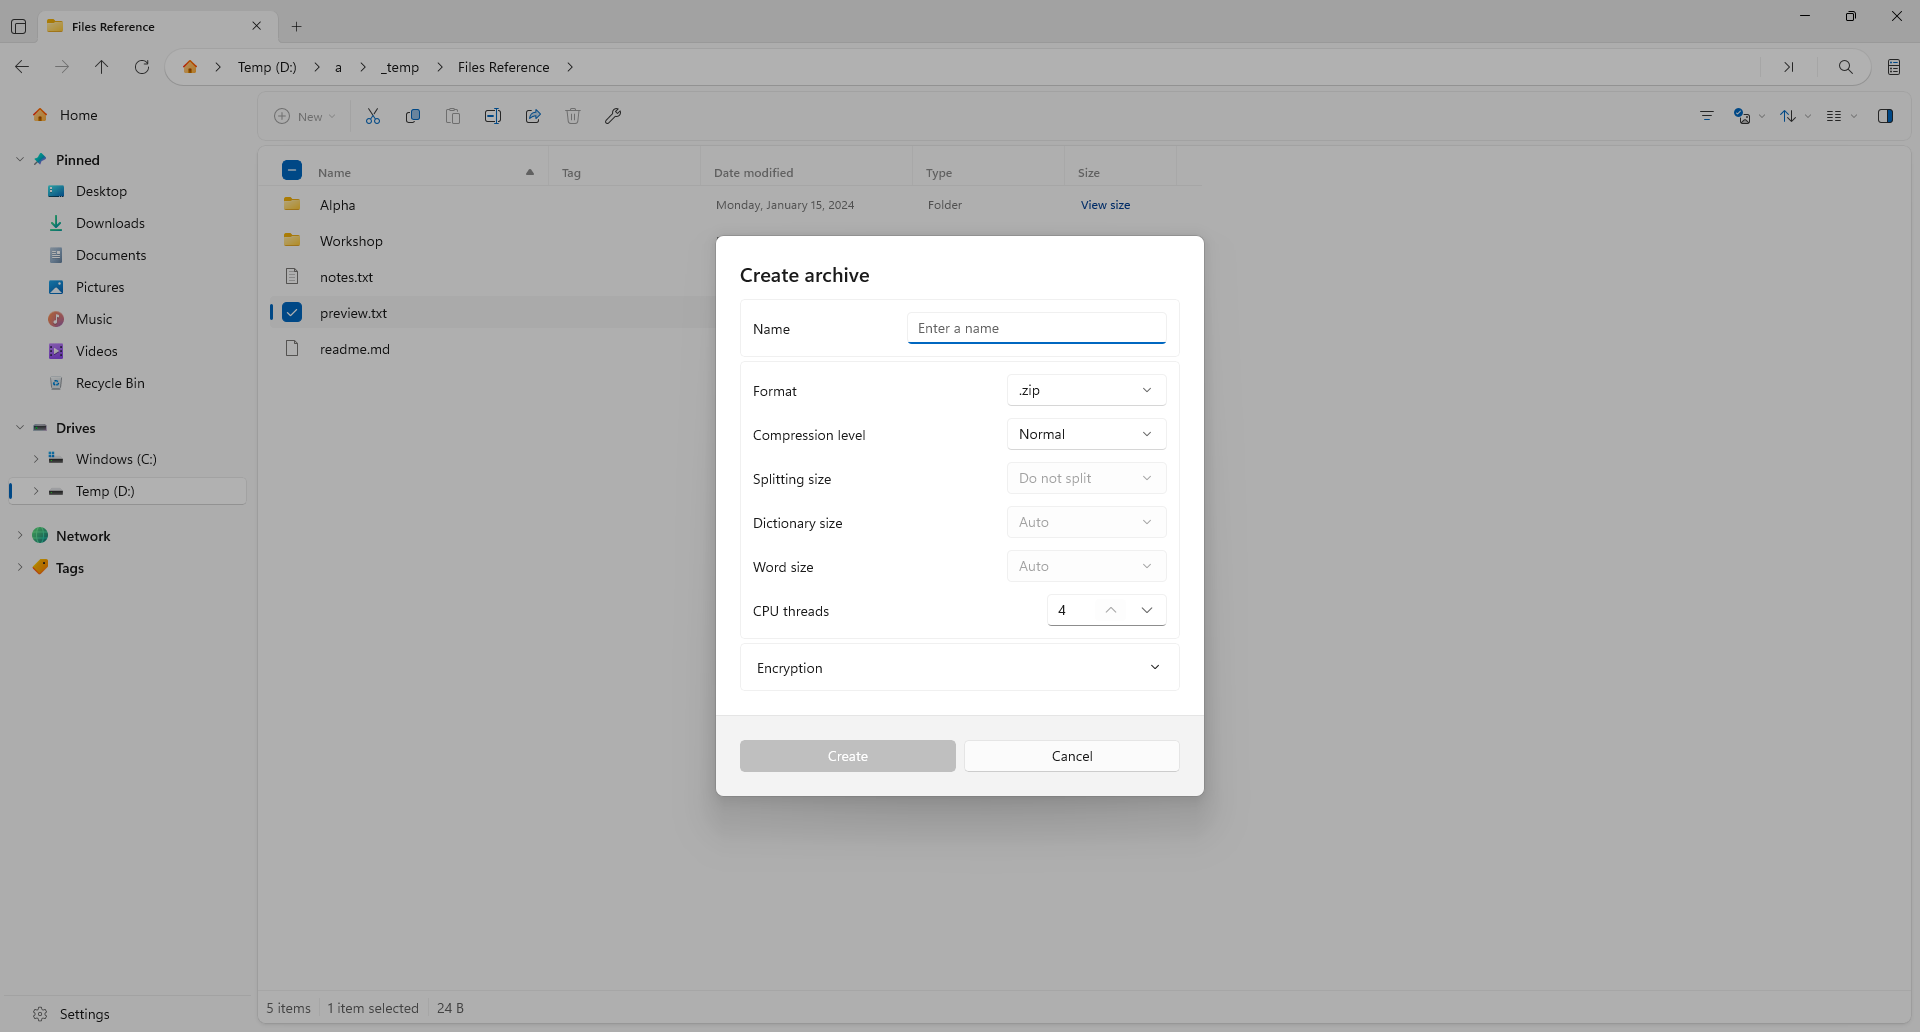 Files Reference
Temp (D:)
a
_temp
Files Reference
Home
Pinned
Desktop
Downloads
Documents
Pictures
Music
Videos
Recycle Bin
Drives
Windows (C:)
Temp (D:)
Network
Tags
Settings
New
Name
Tag
Date modified
Type
Size
Alpha
Monday, January 15, 2024
Folder
View size
Workshop
notes.txt
preview.txt
readme.md
Create archive
Name
Enter a name
Format
.zip
Compression level
Normal
Splitting size
Do not split
Dictionary size
Auto
Word size
Auto
CPU threads
4
Encryption
Create
Cancel
5 items
1 item selected
24 B